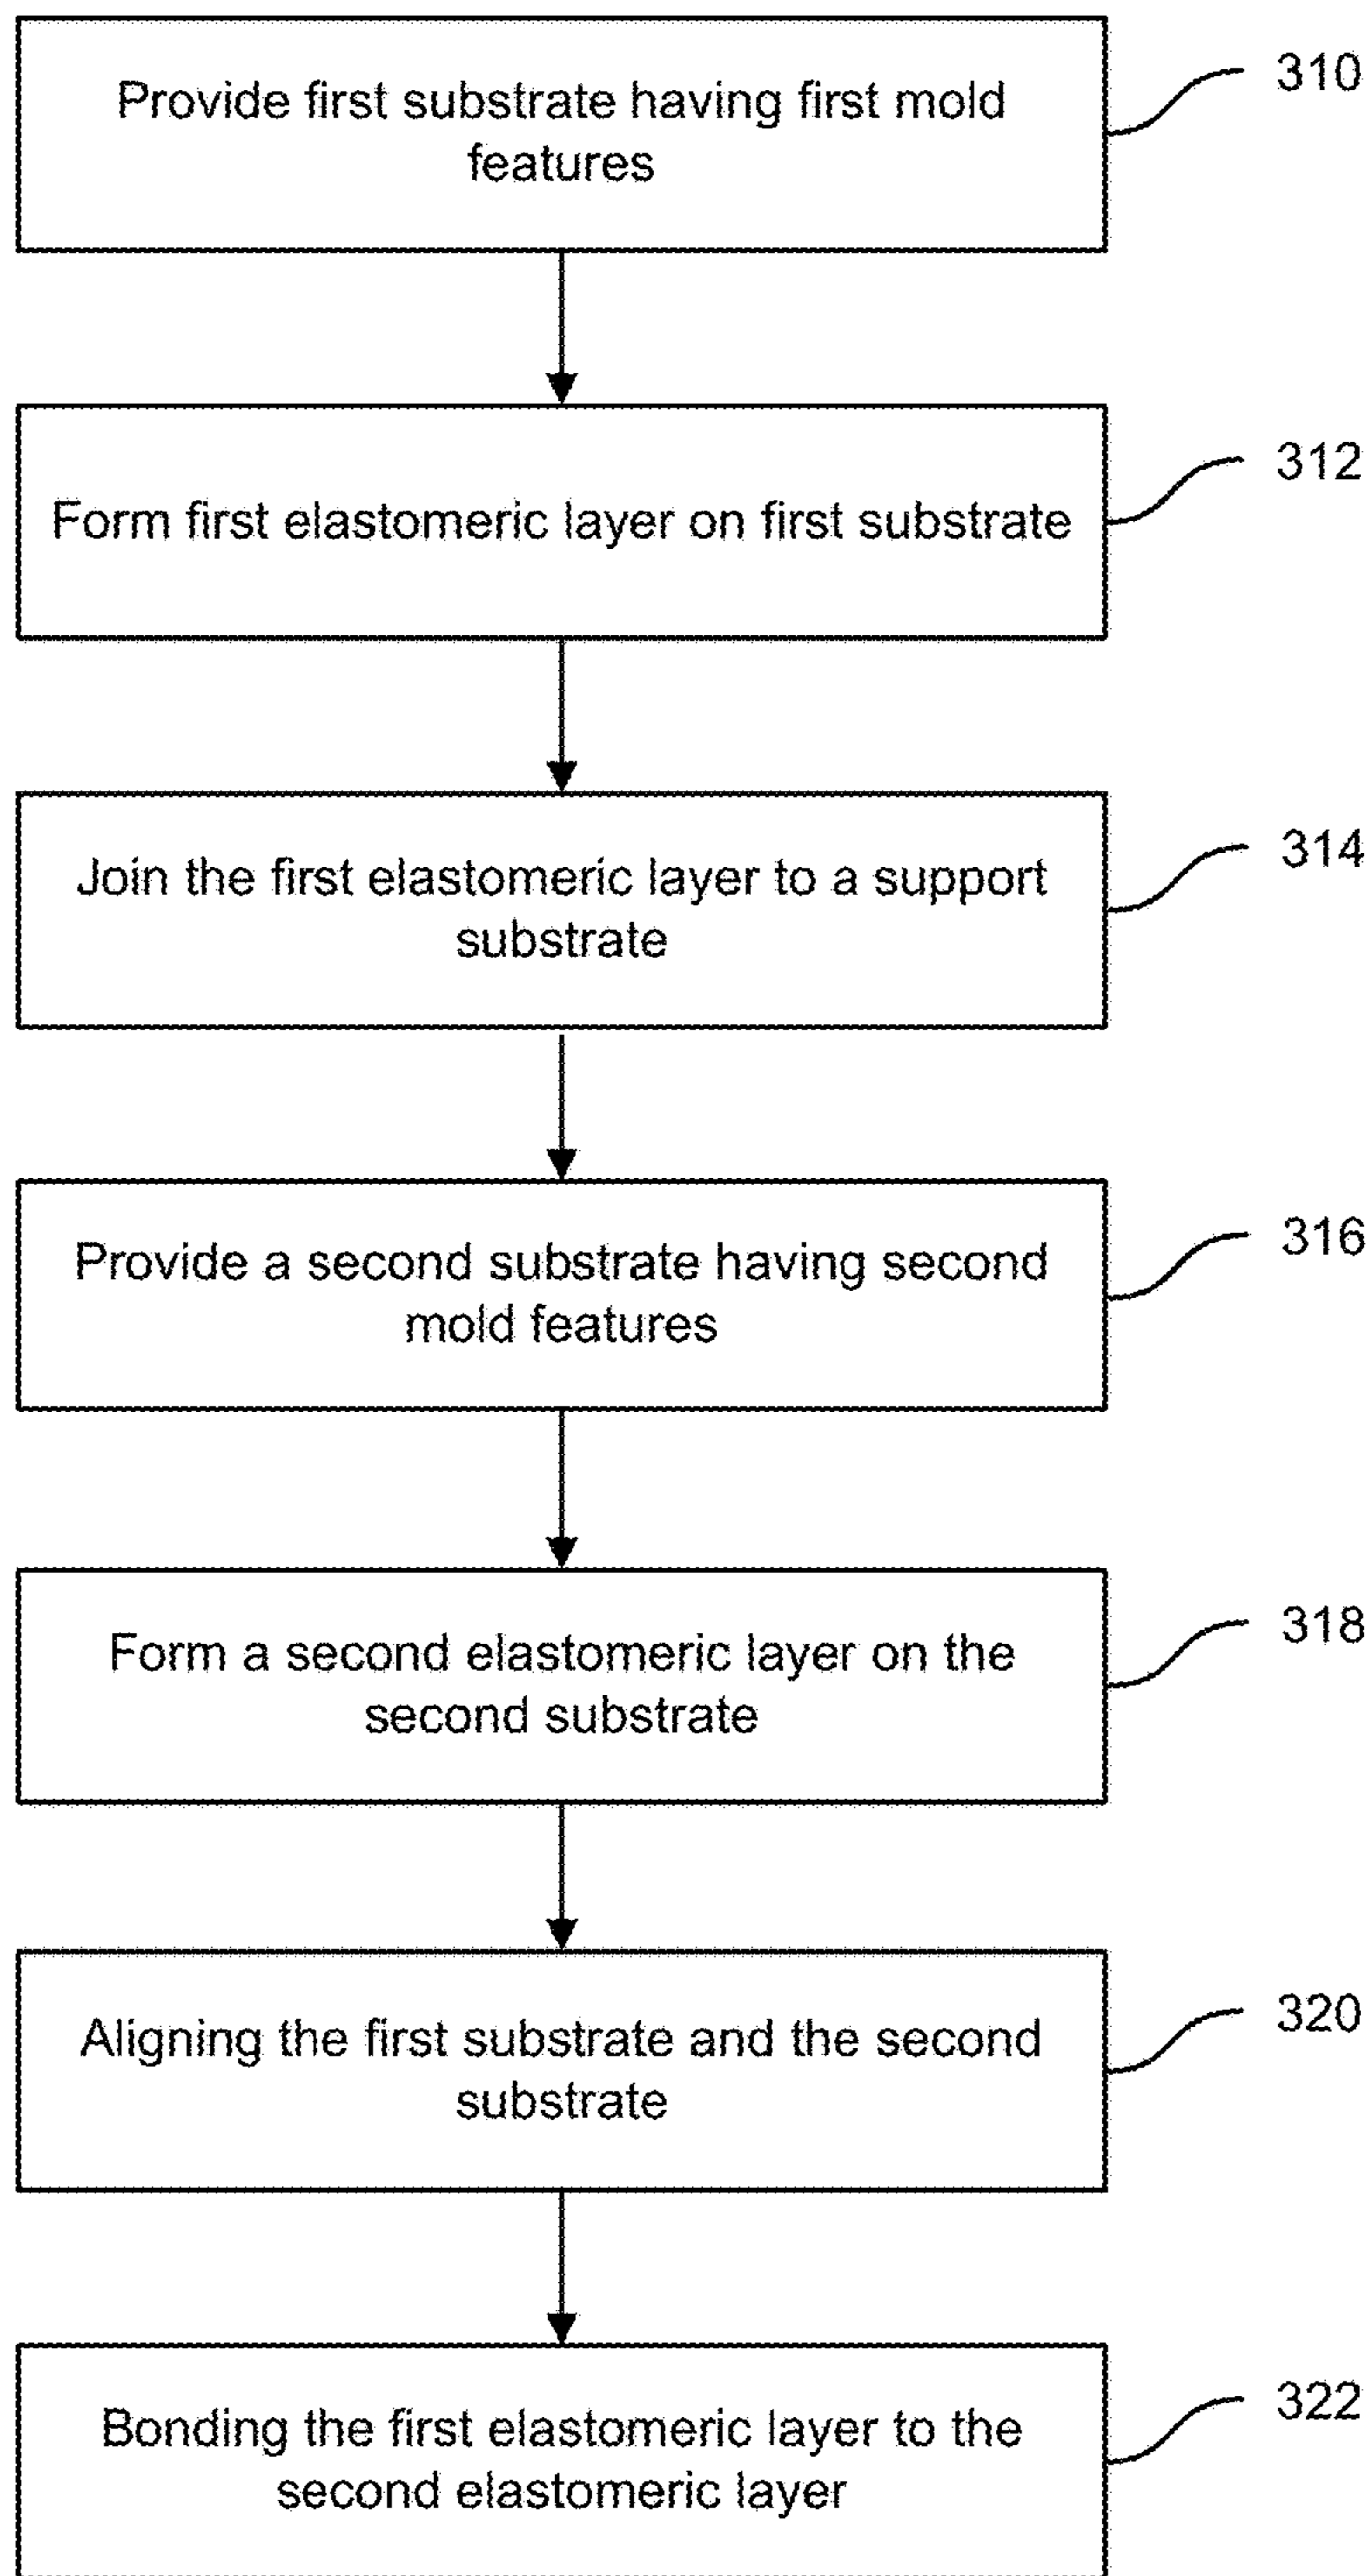 Provide first substrate having first mold
features
310
Form first elastomeric layer on first substrate
312
Join the first elastomeric layer to a support
substrate
314
Provide a second substrate having second
mold features
316
Form a second elastomeric layer on the
second substrate
318
Aligning the first substrate and the second
substrate
320
Bonding the first elastomeric layer to the
second elastomeric layer
322